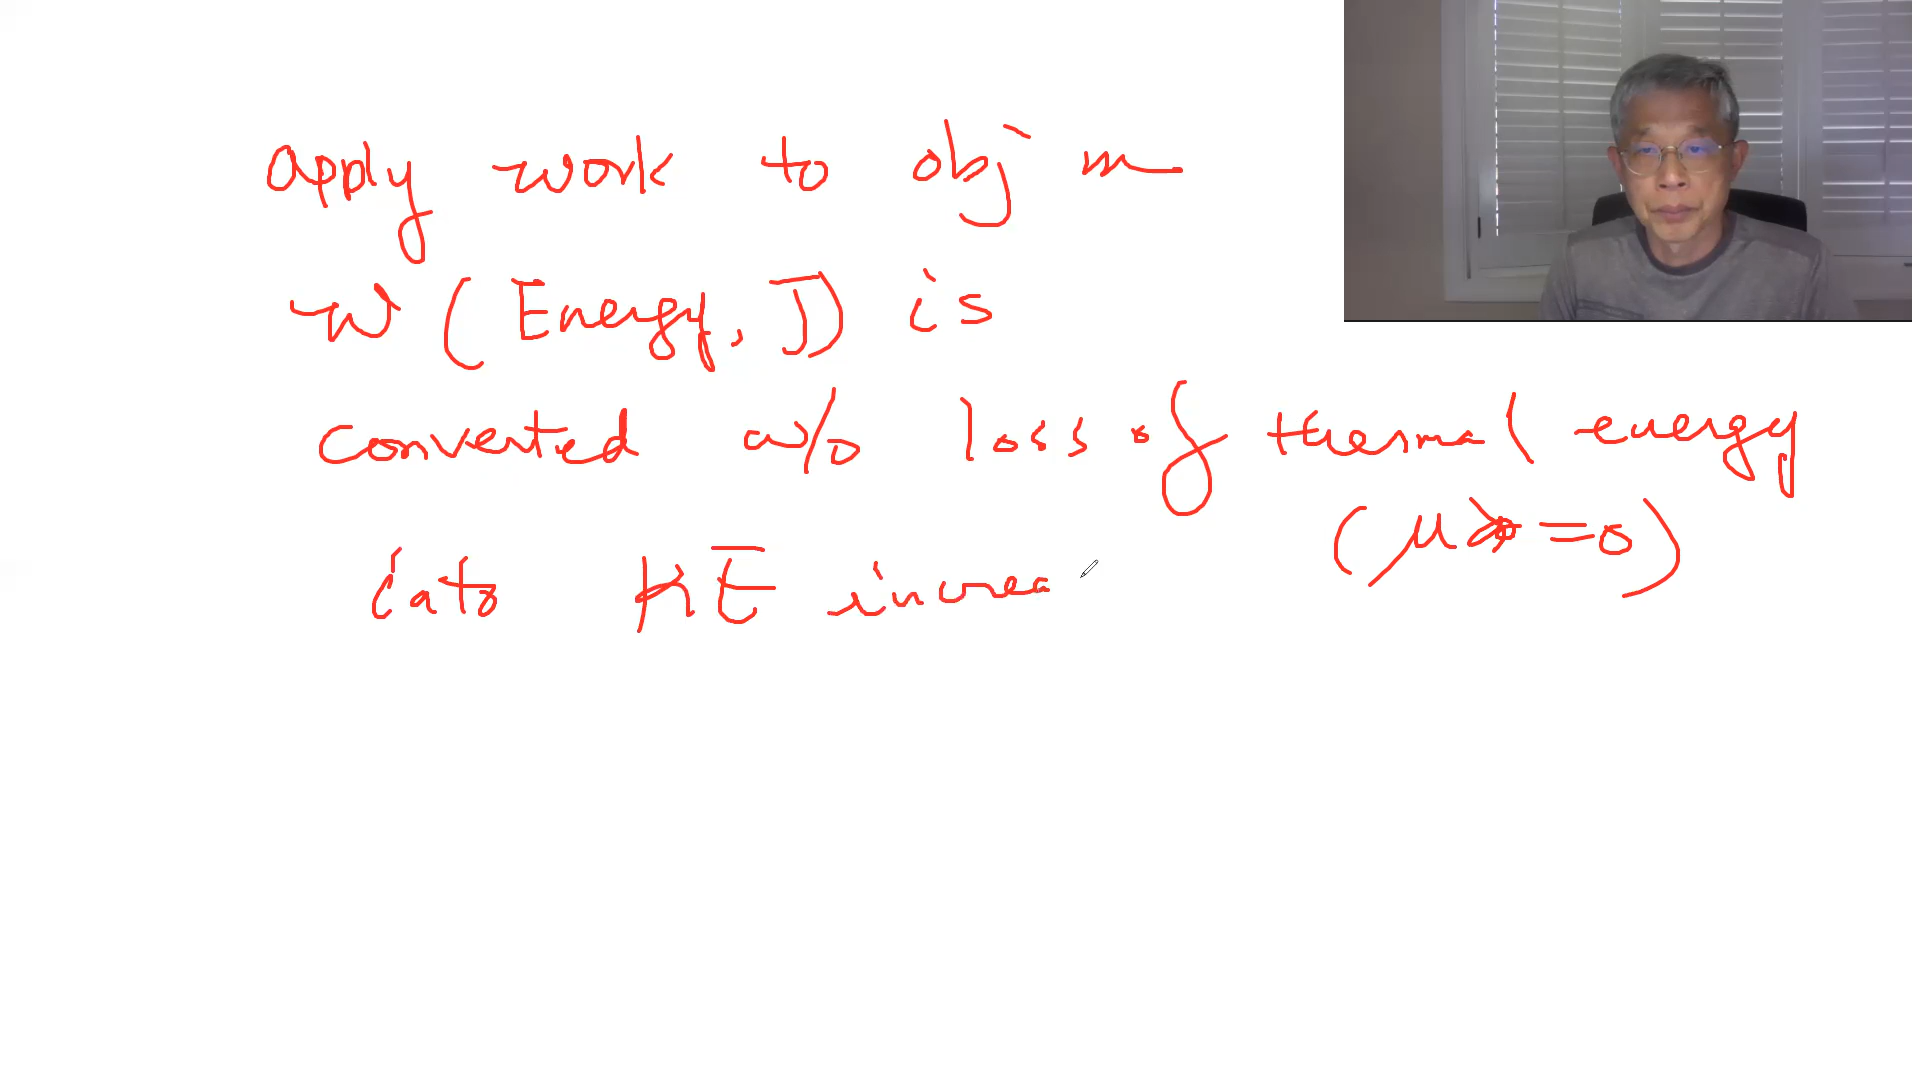 apply work to obj m
W (Energy, J) is
converted w/o loss of thermal energy
(μ = 0)
into KE increa